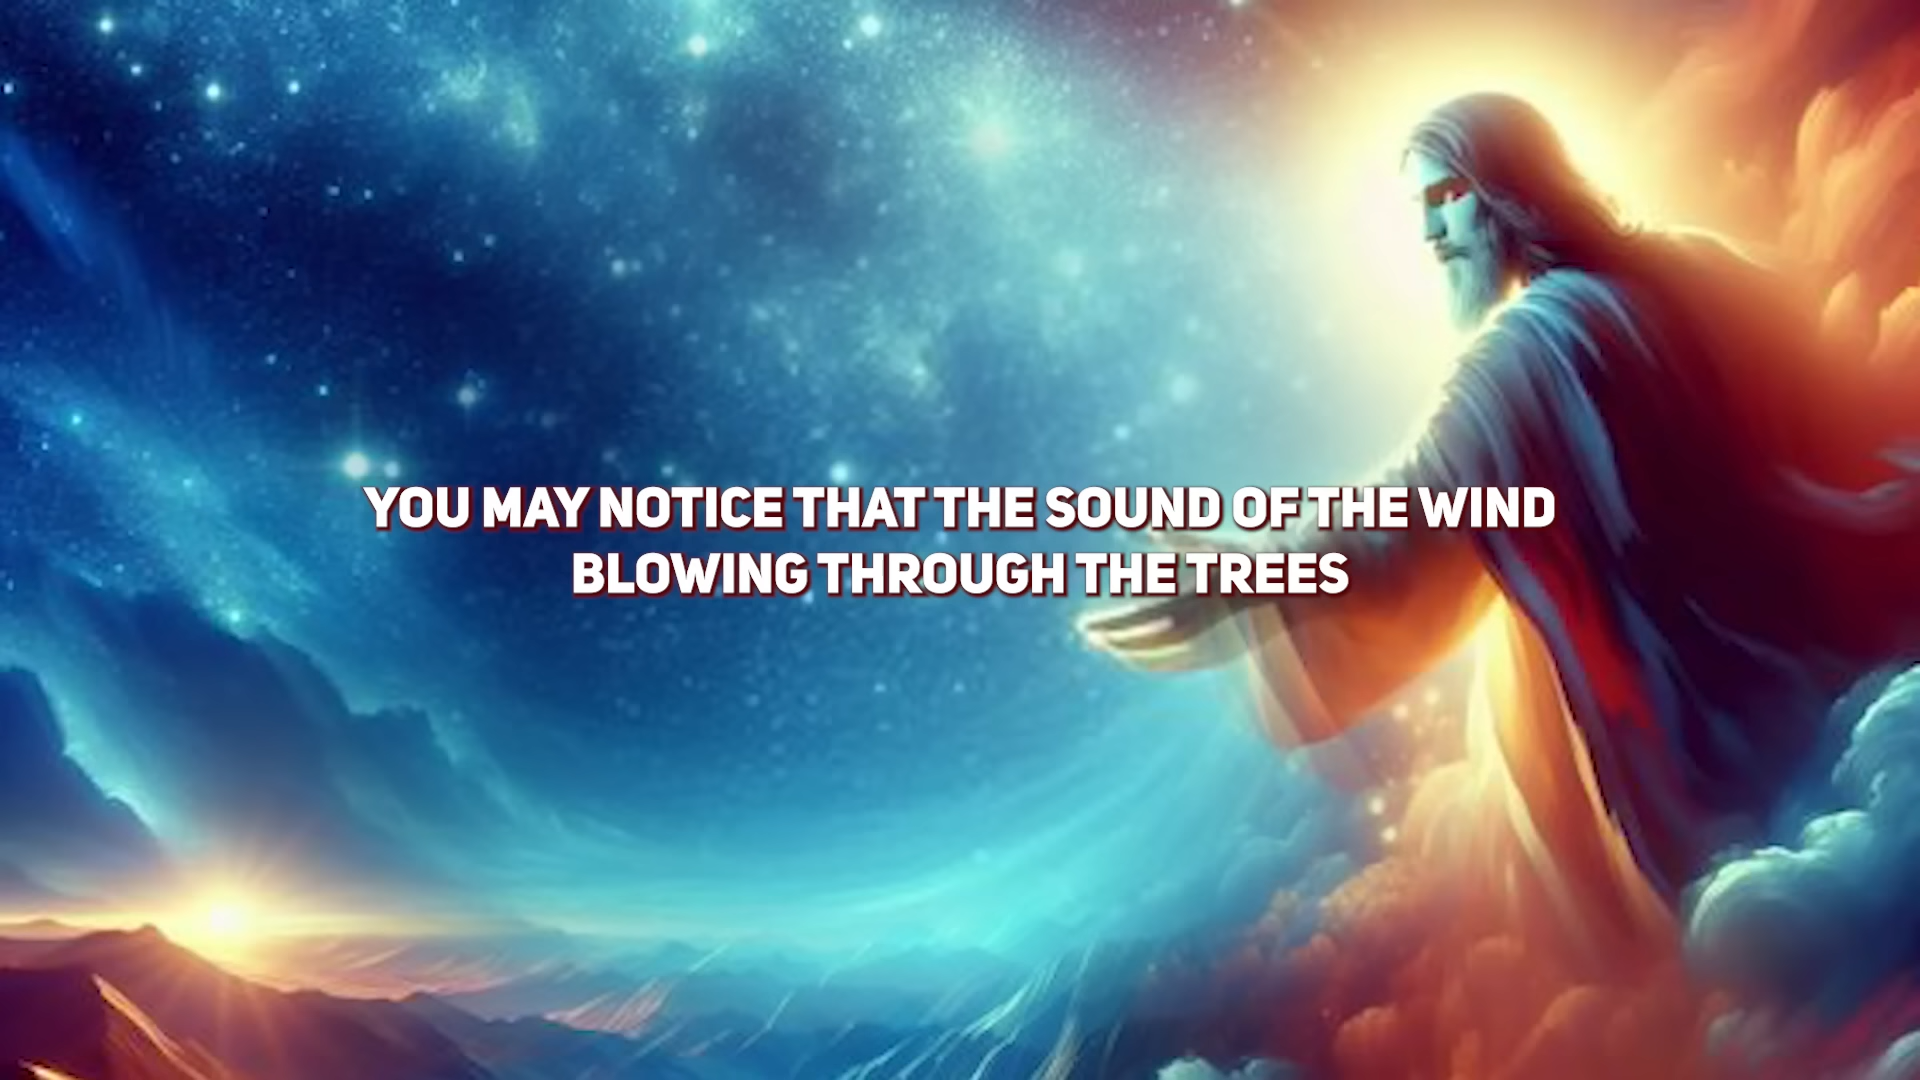 YOU MAY NOTICE THAT THE SOUND OF THE WIND
BLOWING THROUGH THE TREES